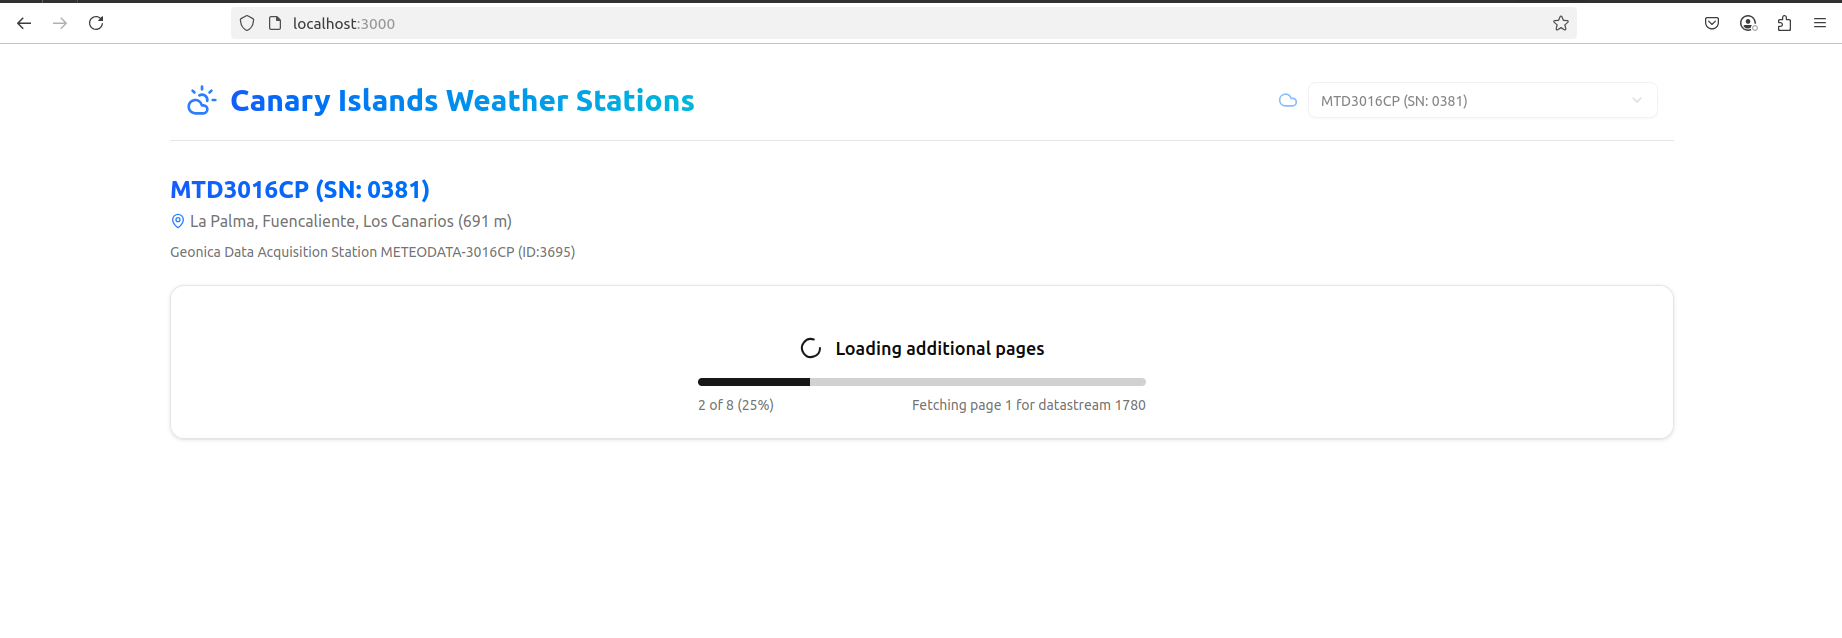 localhost:3000
Canary Islands Weather Stations
MTD3016CP (SN: 0381)
MTD3016CP (SN: 0381)
La Palma, Fuencaliente, Los Canarios (691 m)
Geonica Data Acquisition Station METEODATA-3016CP (ID:3695)
Loading additional pages
2 of 8 (25%)
Fetching page 1 for datastream 1780